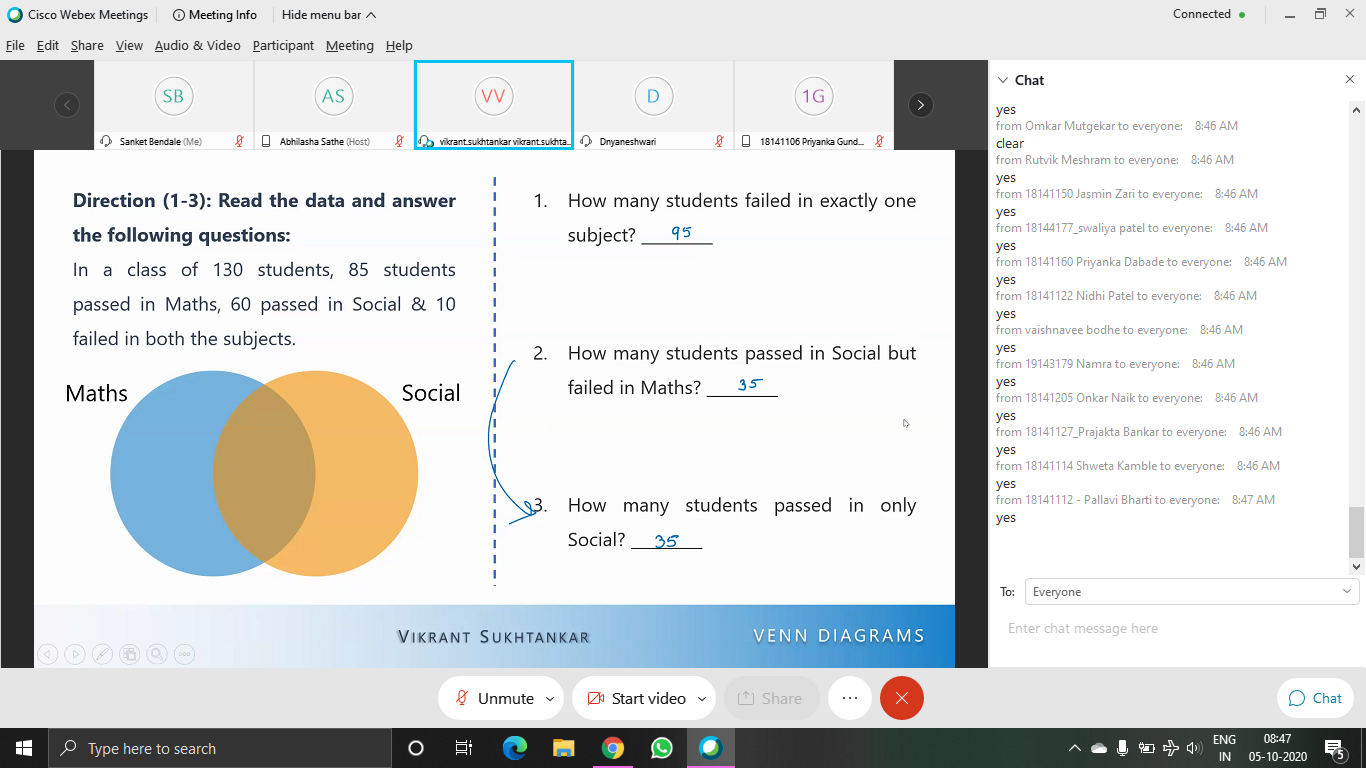 Cisco Webex Meetings
Meeting Info
Hide menu bar
Connected
File Edit Share View Audio & Video Participant Meeting Help
SB
Sanket Bendale (Me)
AS
Abhilasha Sathe (Host)
VV
vikrant.sukhtankar vikrant.sukhta...
D
Dnyaneshwari
1G
18141106 Priyanka Gund...
Direction (1-3): Read the data and answer
the following questions:
In a class of 130 students, 85 students
passed in Maths, 60 passed in Social & 10
failed in both the subjects.
Maths
Social
1. How many students failed in exactly one
subject? 95
2. How many students passed in Social but
failed in Maths? 35
3. How many students passed in only
Social? 35
VIKRANT SUKHTANKAR
VENN DIAGRAMS
Chat
yes
from Omkar Mutgekar to everyone: 8:46 AM
clear
from Rutvik Meshram to everyone: 8:46 AM
yes
from 18141150 Jasmin Zari to everyone: 8:46 AM
yes
from 18144177_swaliya patel to everyone: 8:46 AM
yes
from 18141160 Priyanka Dabade to everyone: 8:46 AM
yes
from 18141122 Nidhi Patel to everyone: 8:46 AM
yes
from vaishnavee bodhe to everyone: 8:46 AM
yes
from 19143179 Namra to everyone: 8:46 AM
yes
from 18141205 Onkar Naik to everyone: 8:46 AM
yes
from 18141127_Prajakta Bankar to everyone: 8:46 AM
yes
from 18141114 Shweta Kamble to everyone: 8:46 AM
yes
from 18141112 - Pallavi Bharti to everyone: 8:47 AM
yes
To: Everyone
Enter chat message here
Unmute
Start video
Share
Chat
Type here to search
ENG
IN
08:47
05-10-2020
5